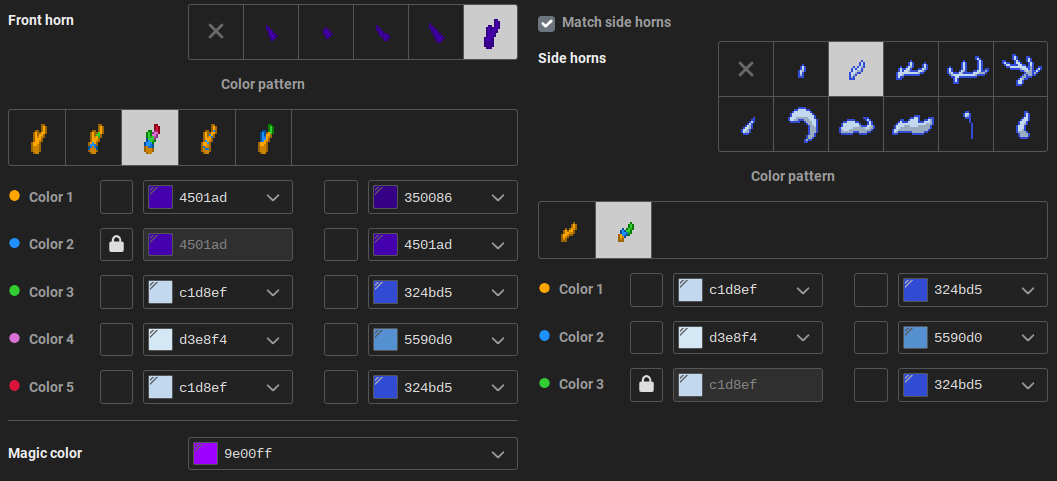 Front horn
Color pattern
Color 1 4501ad 350086
Color 2 4501ad 4501ad
Color 3 c1d8ef 324bd5
Color 4 d3e8f4 5590d0
Color 5 c1d8ef 324bd5
Magic color 9e00ff
Match side horns
Side horns
Color pattern
Color 1 c1d8ef 324bd5
Color 2 d3e8f4 5590d0
Color 3 c1d8ef 324bd5